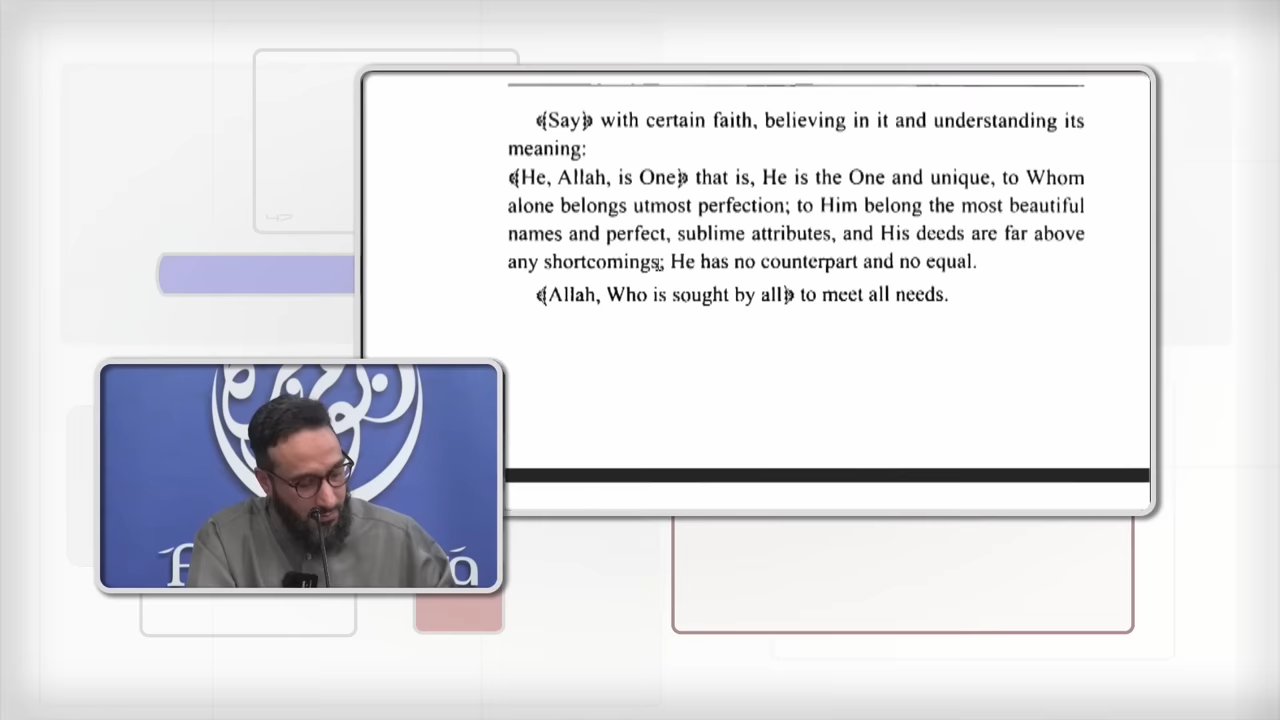 ﴾Say﴿ with certain faith, believing in it and understanding its
meaning:
﴾He, Allah, is One﴿ that is, He is the One and unique, to Whom
alone belongs utmost perfection; to Him belong the most beautiful
names and perfect, sublime attributes, and His deeds are far above
any shortcomings; He has no counterpart and no equal.
﴾Allah, Who is sought by all﴿ to meet all needs.